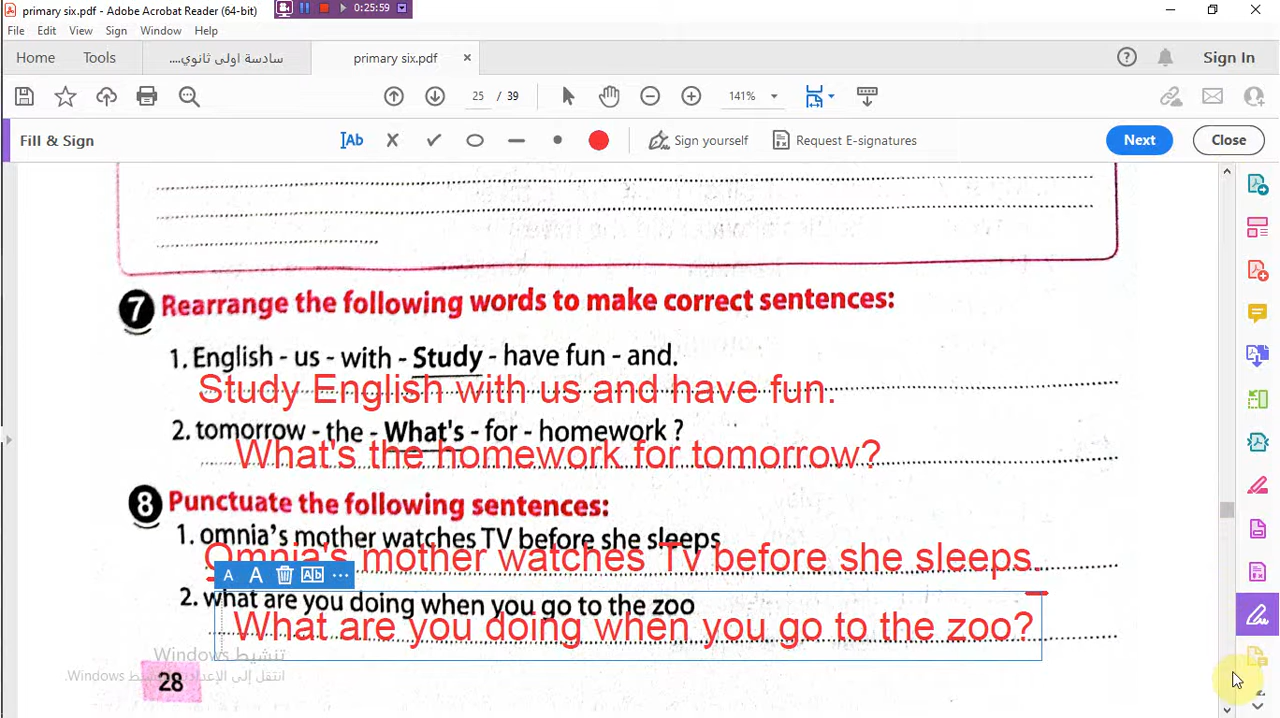 primary six.pdf - Adobe Acrobat Reader (64-bit)
0:25:59
File Edit View Sign Window Help
Home Tools
سادسة اولى ثانوي....
primary six.pdf ×
Sign In
25 / 39
141%
Fill & Sign
Ab
Sign yourself
Request E-signatures
Next
Close
7 Rearrange the following words to make correct sentences:
1. English - us - with - Study - have fun - and.
Study English with us and have fun.
2. tomorrow - the - What's - for - homework ?
What's the homework for tomorrow?
8 Punctuate the following sentences:
1. omnia's mother watches TV before she sleeps
Omnia's mother watches Tv before she sleeps.
A A Ab ...
2. what are you doing when you go to the zoo
What are you doing when you go to the zoo?
تنشيط Windows
28